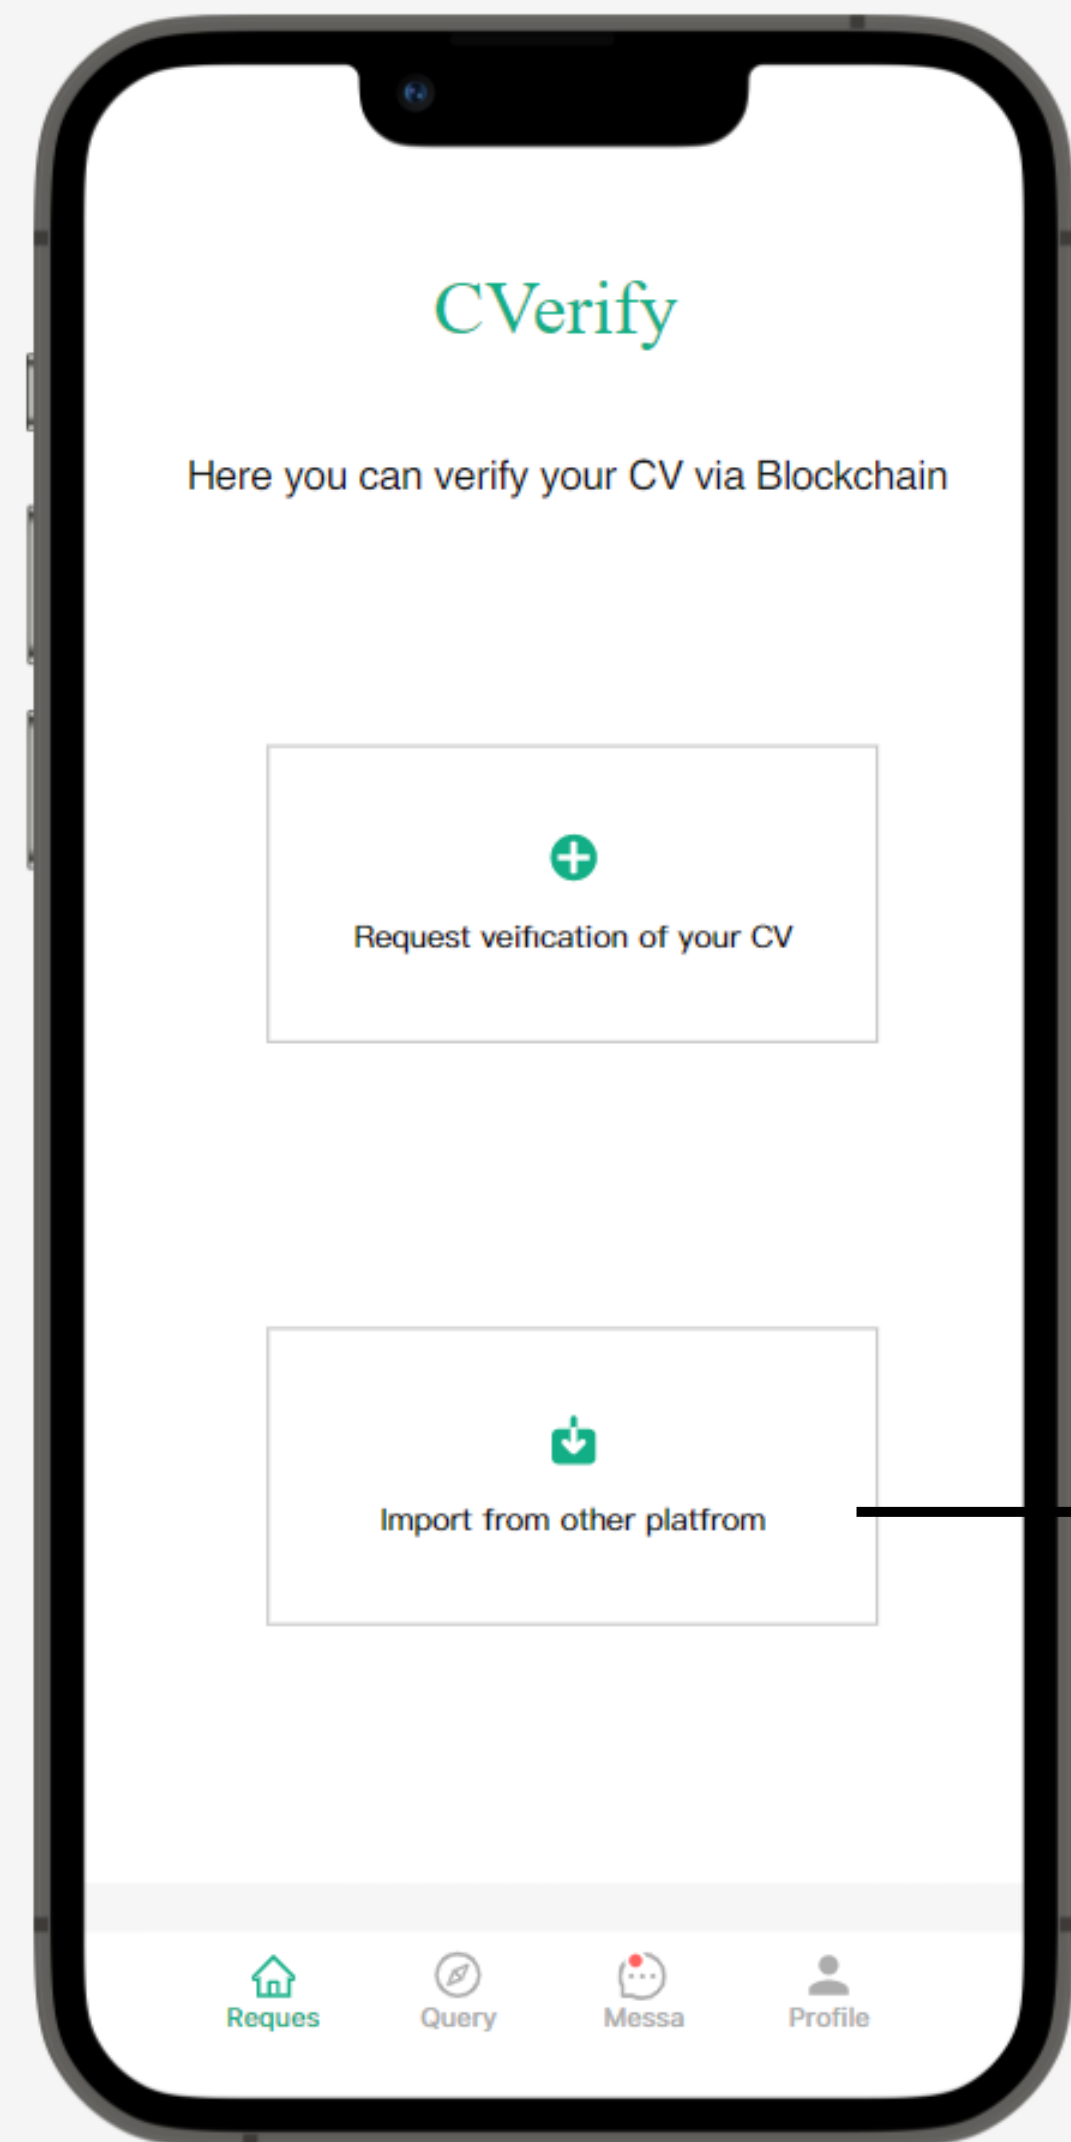 CVerify
Here you can verify your CV via Blockchain
Request veification of your CV
Import from other platfrom
Reques
Query
Messa
Profile